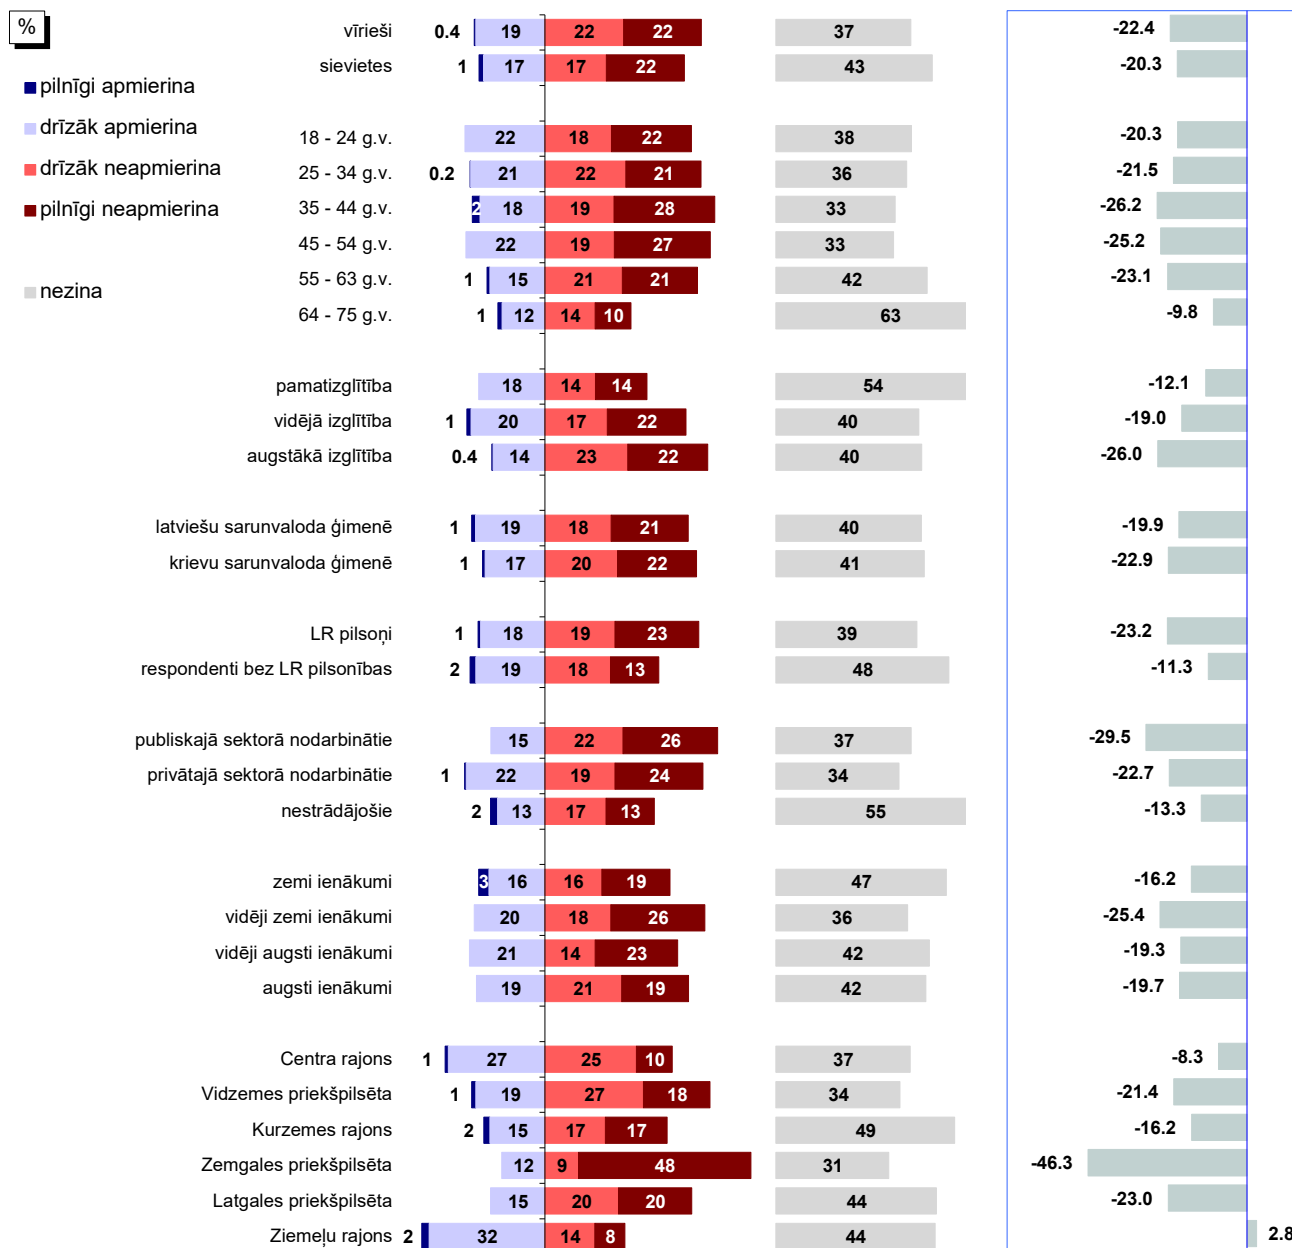 %
pilnīgi apmierina
drīzāk apmierina
drīzāk neapmierina
pilnīgi neapmierina
nezina
vīrieši 0.4 19 22 22 37 -22.4
sievietes 1 17 17 22 43 -20.3
18 - 24 g.v. 22 18 22 38 -20.3
25 - 34 g.v. 0.2 21 22 21 36 -21.5
35 - 44 g.v. 2 18 19 28 33 -26.2
45 - 54 g.v. 22 19 27 33 -25.2
55 - 63 g.v. 1 15 21 21 42 -23.1
64 - 75 g.v. 1 12 14 10 63 -9.8
pamatizglītība 18 14 14 54 -12.1
vidējā izglītība 1 20 17 22 40 -19.0
augstākā izglītība 0.4 14 23 22 40 -26.0
latviešu sarunvaloda ģimenē 1 19 18 21 40 -19.9
krievu sarunvaloda ģimenē 1 17 20 22 41 -22.9
LR pilsoņi 1 18 19 23 39 -23.2
respondenti bez LR pilsonības 2 19 18 13 48 -11.3
publiskajā sektorā nodarbinātie 15 22 26 37 -29.5
privātajā sektorā nodarbinātie 1 22 19 24 34 -22.7
nestrādājošie 2 13 17 13 55 -13.3
zemi ienākumi 3 16 16 19 47 -16.2
vidēji zemi ienākumi 20 18 26 36 -25.4
vidēji augsti ienākumi 21 14 23 42 -19.3
augsti ienākumi 19 21 19 42 -19.7
Centra rajons 1 27 25 10 37 -8.3
Vidzemes priekšpilsēta 1 19 27 18 34 -21.4
Kurzemes rajons 2 15 17 17 49 -16.2
Zemgales priekšpilsēta 12 9 48 31 -46.3
Latgales priekšpilsēta 15 20 20 44 -23.0
Ziemeļu rajons 2 32 14 8 44 2.8